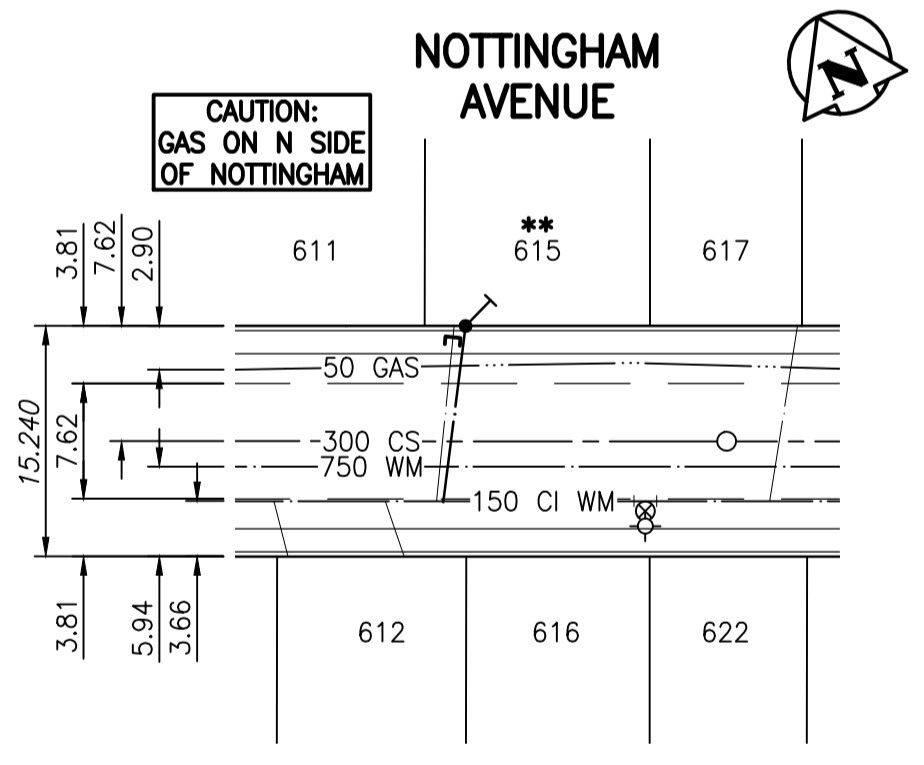 NOTTINGHAM
AVENUE
N
CAUTION:
GAS ON N SIDE
OF NOTTINGHAM
3.81
7.62
2.90
611
**
615
617
50 GAS
15.240
7.62
300 CS
750 WM
150 CI WM
3.81
5.94
3.66
612
616
622